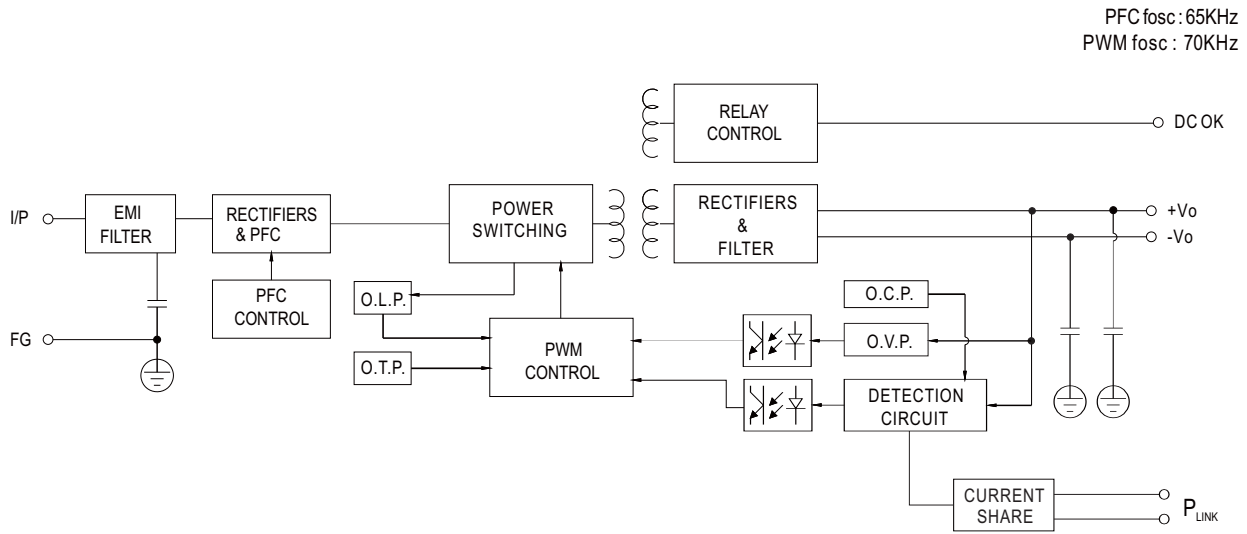 PFC fosc : 65KHz
PWM fosc : 70KHz
RELAY
CONTROL
DC OK
I/P
EMI
FILTER
RECTIFIERS
& PFC
POWER
SWITCHING
RECTIFIERS
&
FILTER
+Vo
-Vo
PFC
CONTROL
O.L.P.
O.C.P.
FG
O.T.P.
PWM
CONTROL
O.V.P.
DETECTION
CIRCUIT
CURRENT
SHARE
PLINK